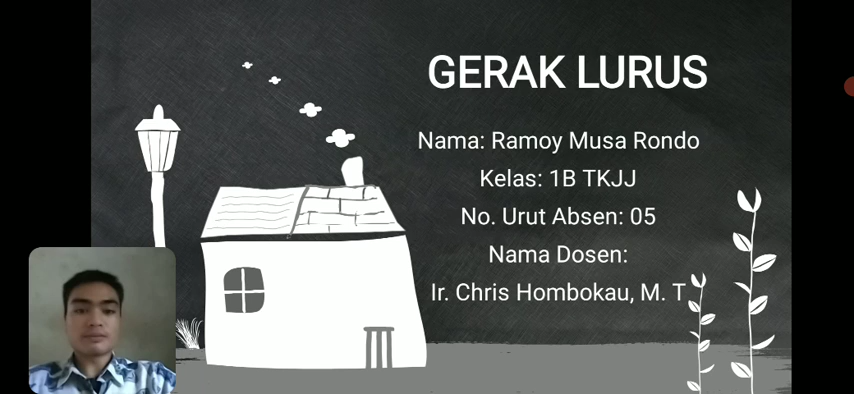 GERAK LURUS
Nama: Ramoy Musa Rondo
Kelas: 1B TKJJ
No. Urut Absen: 05
Nama Dosen:
Ir. Chris Hombokau, M. T